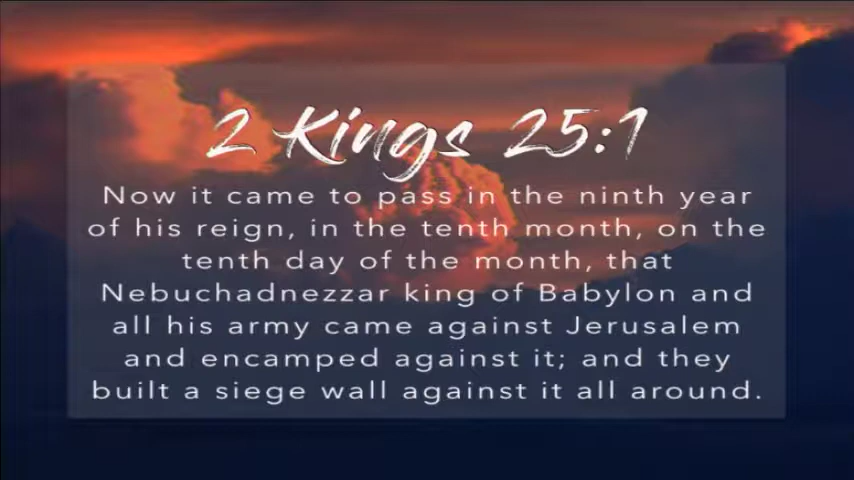 2 Kings 25:1
Now it came to pass in the ninth year
of his reign, in the tenth month, on the
tenth day of the month, that
Nebuchadnezzar king of Babylon and
all his army came against Jerusalem
and encamped against it; and they
built a siege wall against it all around.